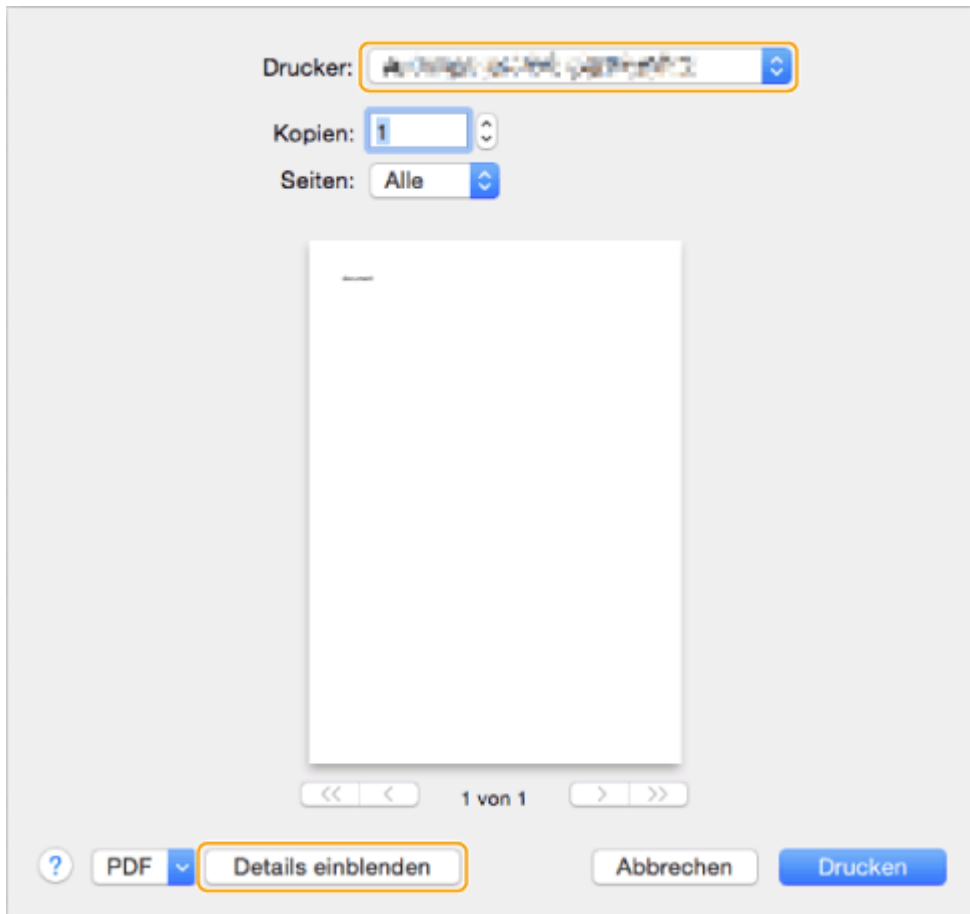 Drucker:
Kopien: 1
Seiten: Alle
<< < 1 von 1 > >>
? PDF Details einblenden Abbrechen Drucken